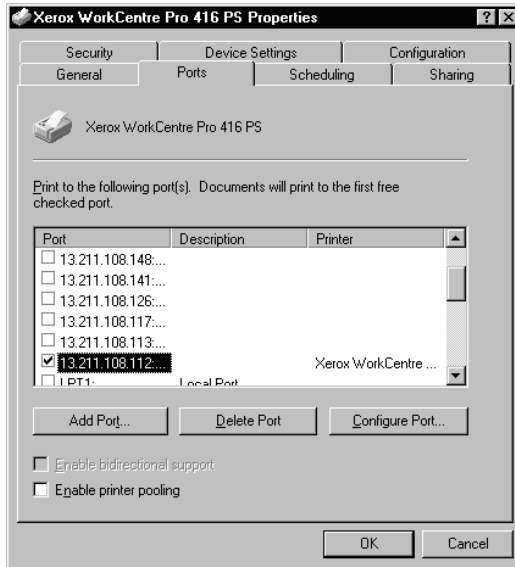 Xerox WorkCentre Pro 416 PS Properties
Security Device Settings Configuration
General Ports Scheduling Sharing
Xerox WorkCentre Pro 416 PS
Print to the following port(s). Documents will print to the first free
checked port.
Port Description Printer
13.211.108.148:...
13.211.108.141:...
13.211.108.126:...
13.211.108.117:...
13.211.108.113:...
13.211.108.112:... Xerox WorkCentre ...
LPT1: Local Port
Add Port... Delete Port Configure Port...
Enable bidirectional support
Enable printer pooling
OK Cancel